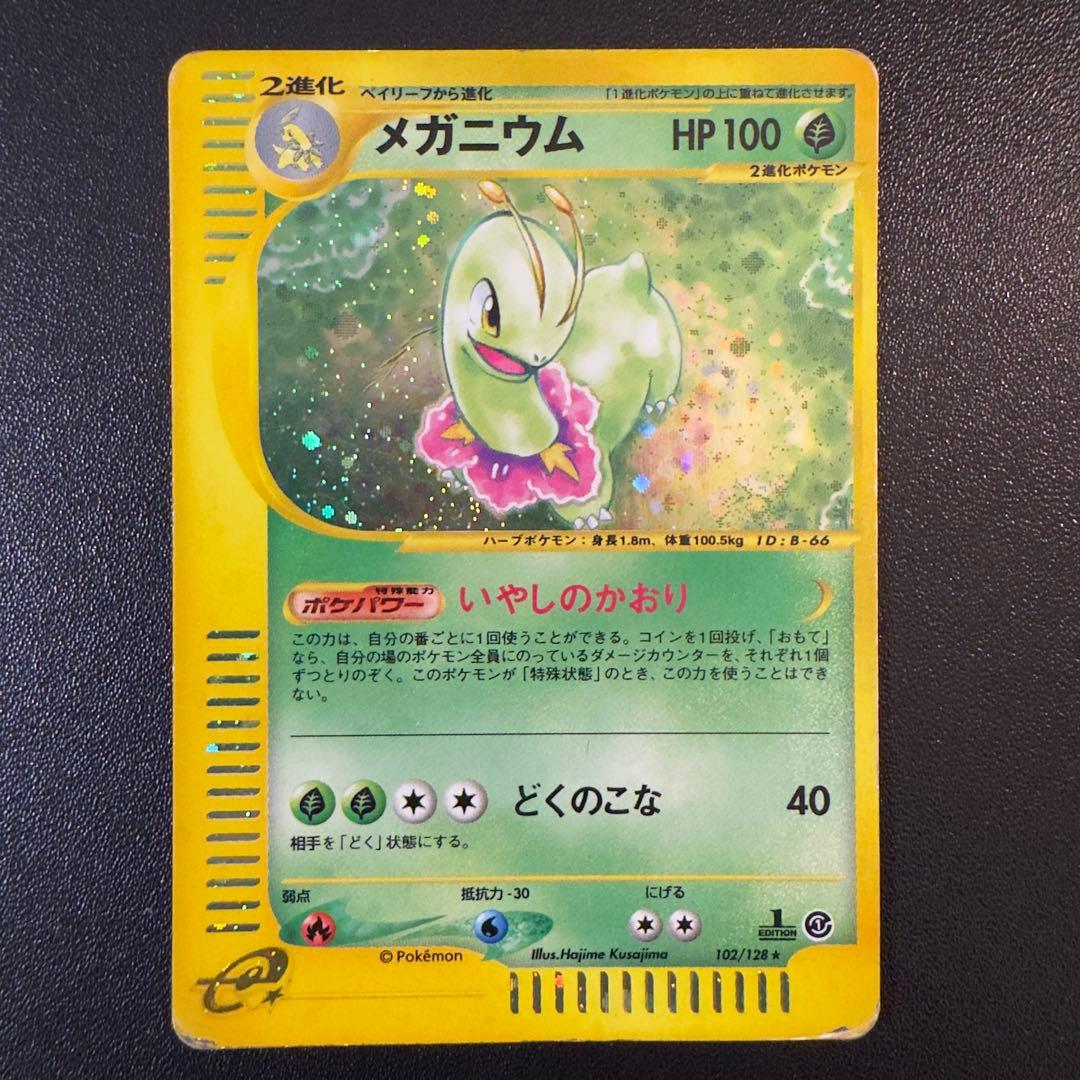 2進化 ベイリーフから進化 「1進化ポケモン」の上に重ねて進化させます。
メガニウム HP100
2進化ポケモン
ハーブポケモン：身長1.8m、体重100.5kg ID:B-66
特殊能力
ポケパワー いやしのかおり
この力は、自分の番ごとに1回使うことができる。コインを1回投げ、「おもて」
なら、自分の場のポケモン全員にのっているダメージカウンターを、それぞれ1個
ずつとりのぞく。このポケモンが「特殊状態」のとき、この力を使うことはでき
ない。
どくのこな 40
相手を「どく」状態にする。
弱点 抵抗力-30 にげる
1
EDITION
©Pokémon Illus.Hajime Kusajima 102/128★
e